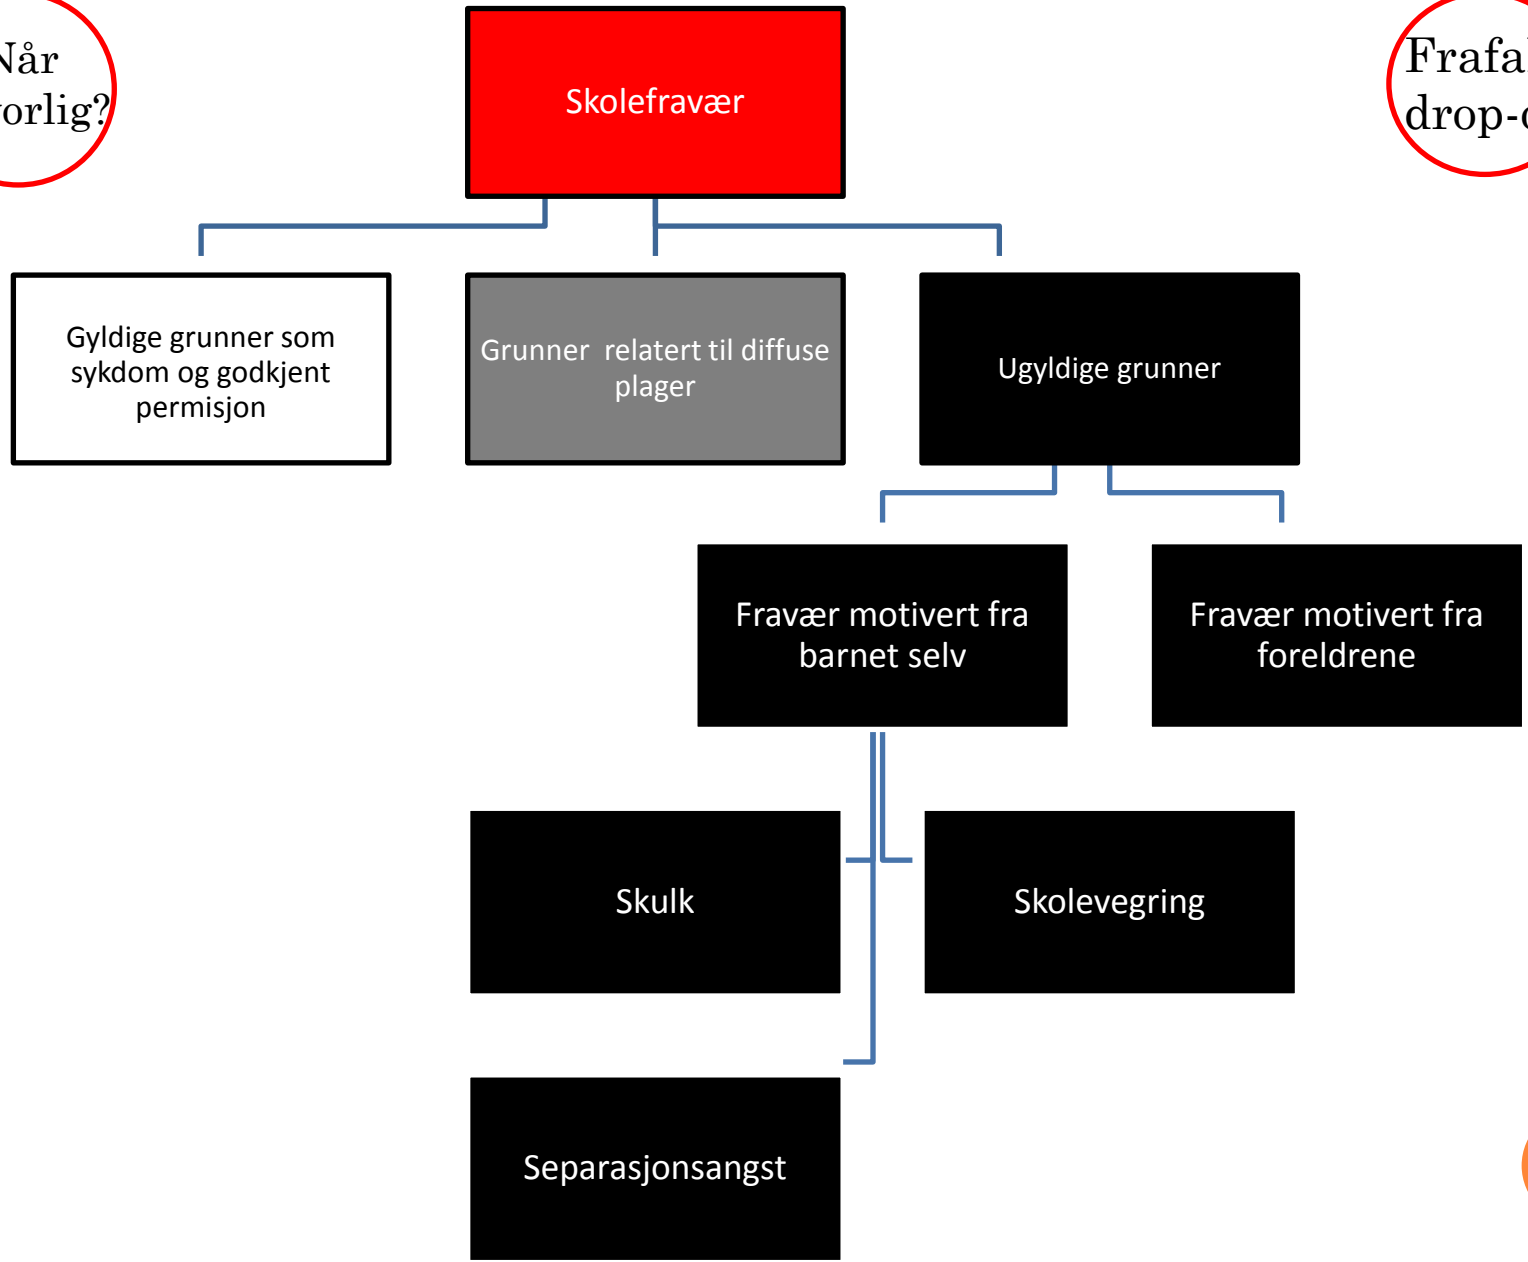 Når
Skolefravær
Gyldige grunner som
sykdom og godkjent
permisjon
Grunner relatert til diffuse
plager
Ugyldige grunner
Fravær motivert fra
barnet selv
Fravær motivert fra
foreldrene
Skulk
Skolevegring
Separasjonsangst